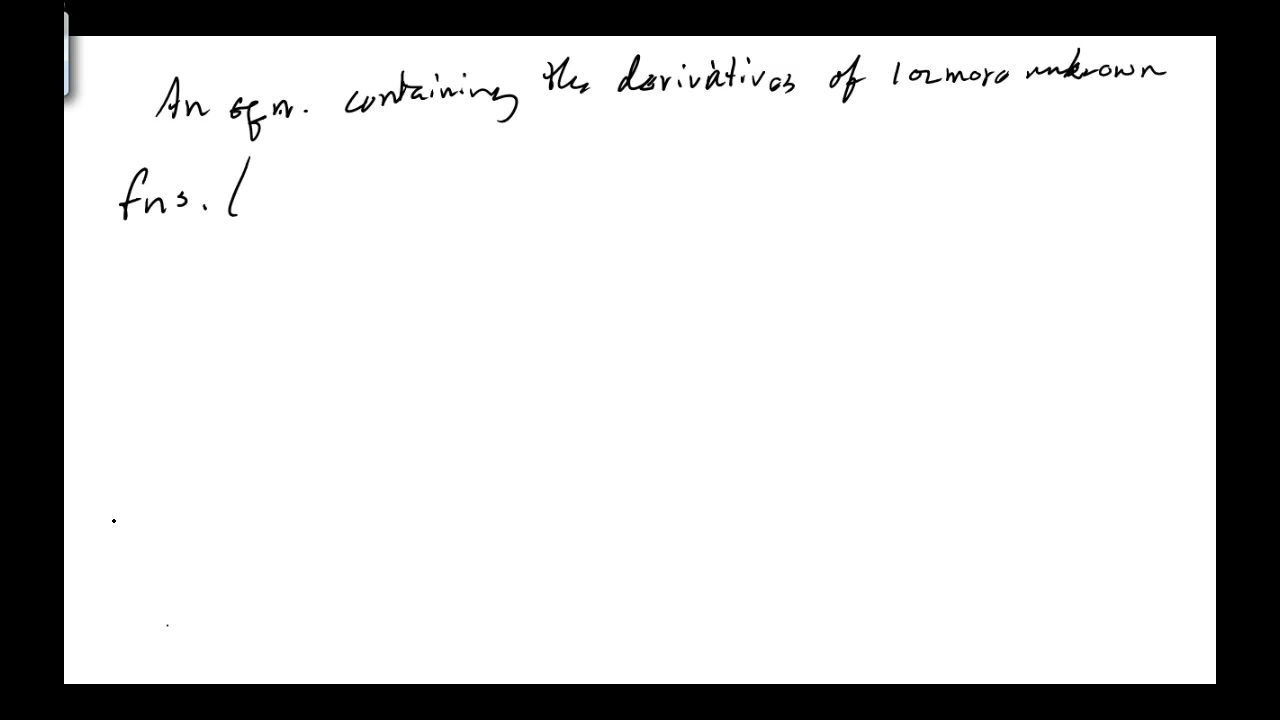 An eqn. containing the derivatives of 1 or more unknown
fns. (